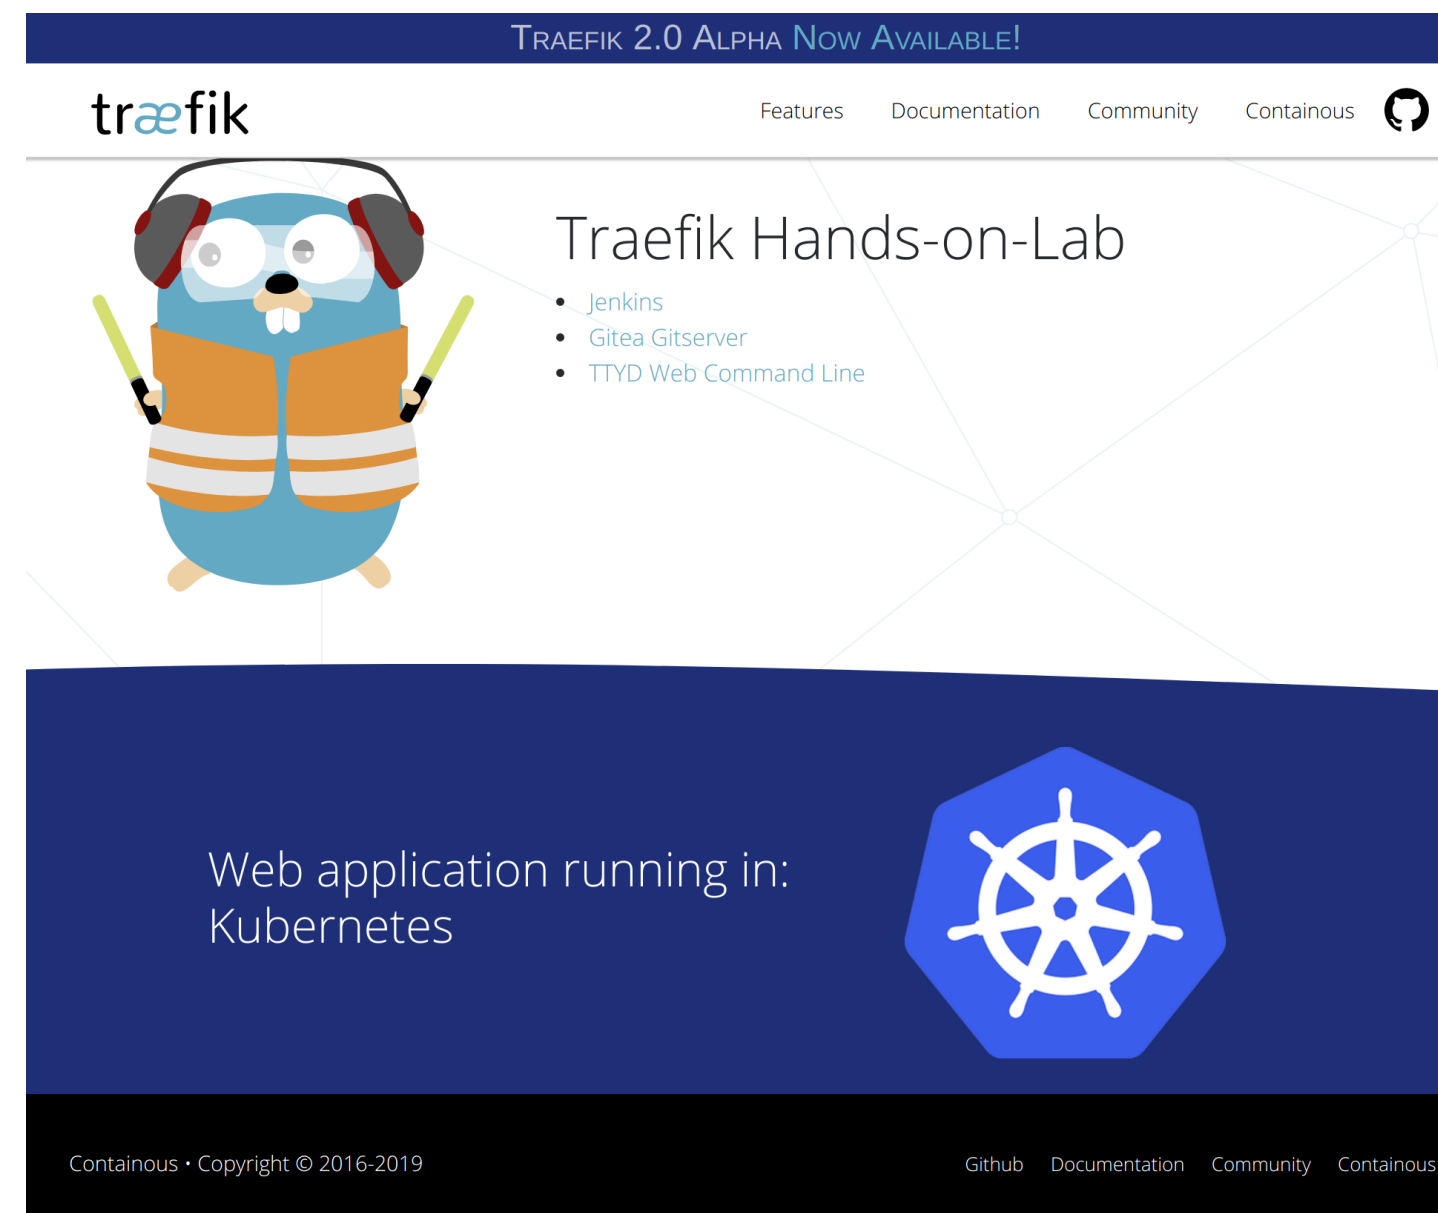 TRAEFIK 2.0 ALPHA NOW AVAILABLE!
træfik
Features Documentation Community Containous
Traefik Hands-on-Lab
• Jenkins
• Gitea Gitserver
• TTYD Web Command Line
Web application running in:
Kubernetes
Containous • Copyright © 2016-2019
Github Documentation Community Containous